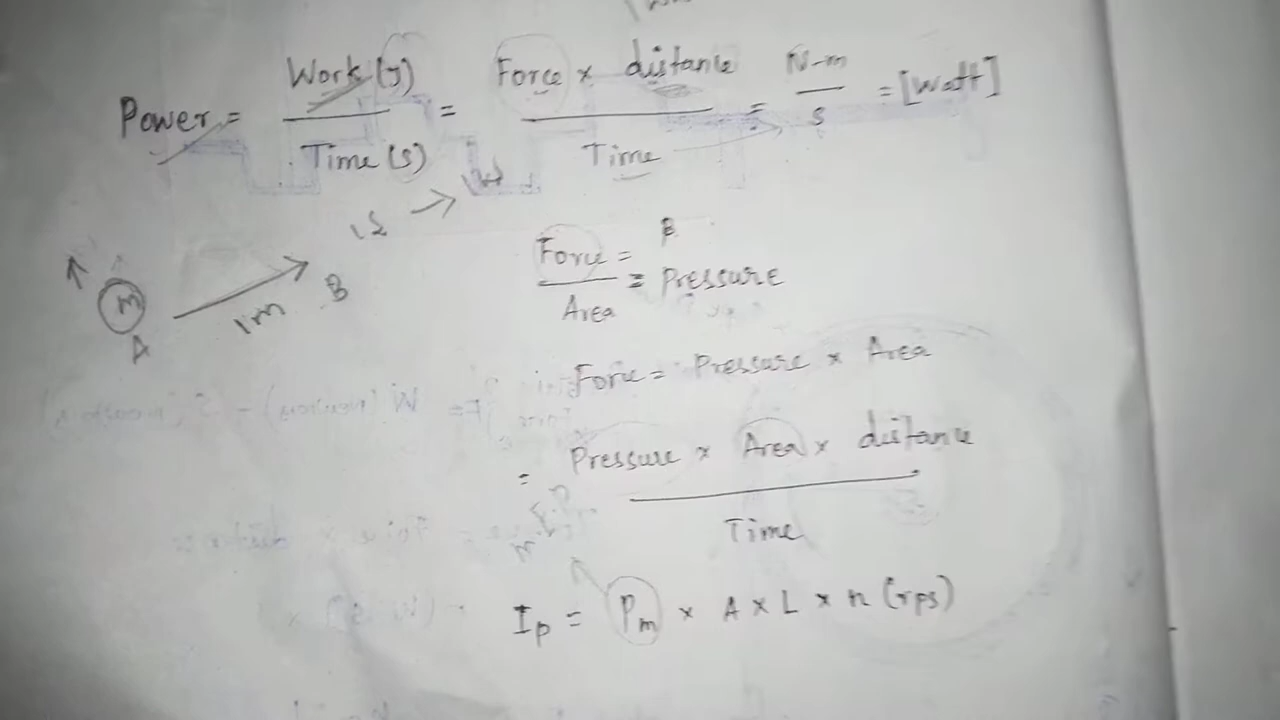 Power = Work (J) / Time (s) = Force x distance / Time = N-m / s = [Watt]
1s → W
m A 1m B
Force / Area = Pressure
Force = Pressure x Area
= Pressure x Area x distance / Time
Ip = Pm x A x L x n (rps)